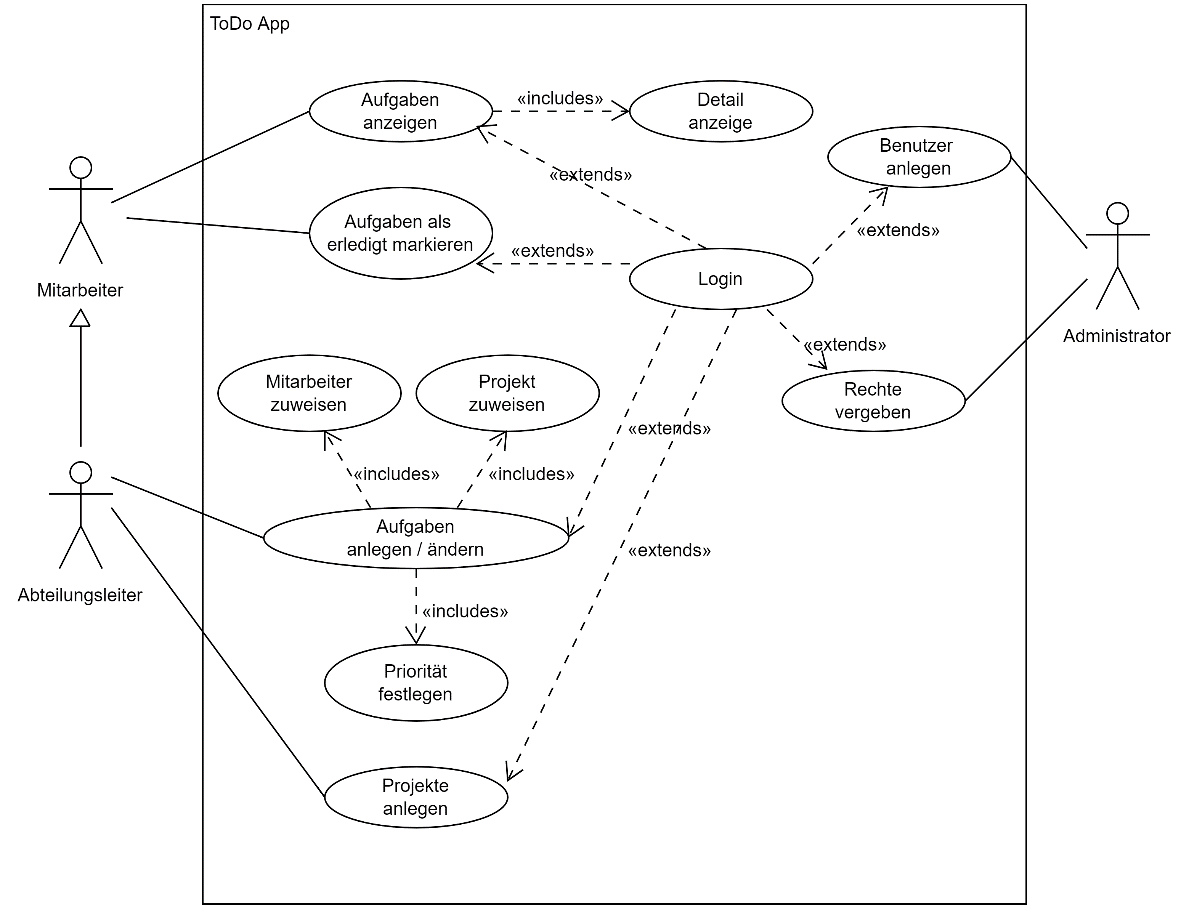 ToDo App
Aufgaben
anzeigen
«includes»
Detail
anzeige
Benutzer
anlegen
«extends»
Aufgaben als
erledigt markieren
«extends»
«extends»
Login
Mitarbeiter
Administrator
«extends»
Rechte
vergeben
Mitarbeiter
zuweisen
Projekt
zuweisen
«extends»
«includes»
«includes»
Aufgaben
anlegen / ändern
«extends»
Abteilungsleiter
«includes»
Priorität
festlegen
Projekte
anlegen